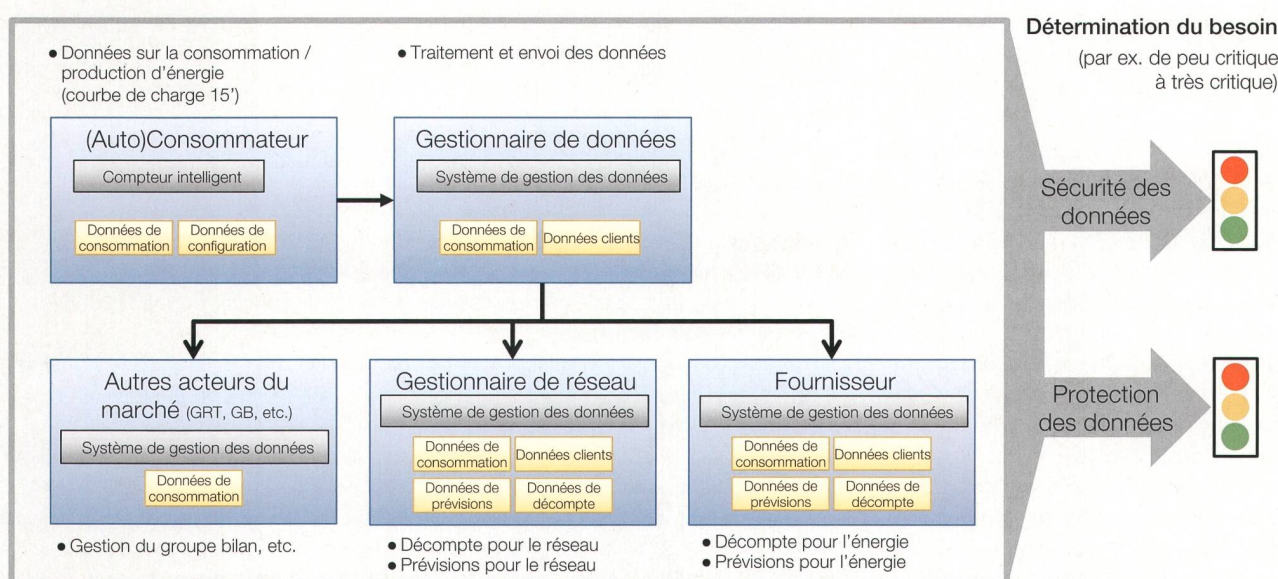 Détermination du besoin
(par ex. de peu critique
à très critique)
● Données sur la consommation /
production d'énergie
(courbe de charge 15')
● Traitement et envoi des données
(Auto)Consommateur
Compteur intelligent
Données de
consommation
Données de
configuration
Gestionnaire de données
Système de gestion des données
Données de
consommation
Données clients
Sécurité des
données
Autres acteurs du
marché (GRT, GB, etc.)
Système de gestion des données
Données de
consommation
● Gestion du groupe bilan, etc.
Gestionnaire de réseau
Système de gestion des données
Données de
consommation
Données clients
Données de
prévisions
Données de
décompte
● Décompte pour le réseau
● Prévisions pour le réseau
Fournisseur
Système de gestion des données
Données de
consommation
Données clients
Données de
prévisions
Données de
décompte
● Décompte pour l'énergie
● Prévisions pour l'énergie
Protection
des données